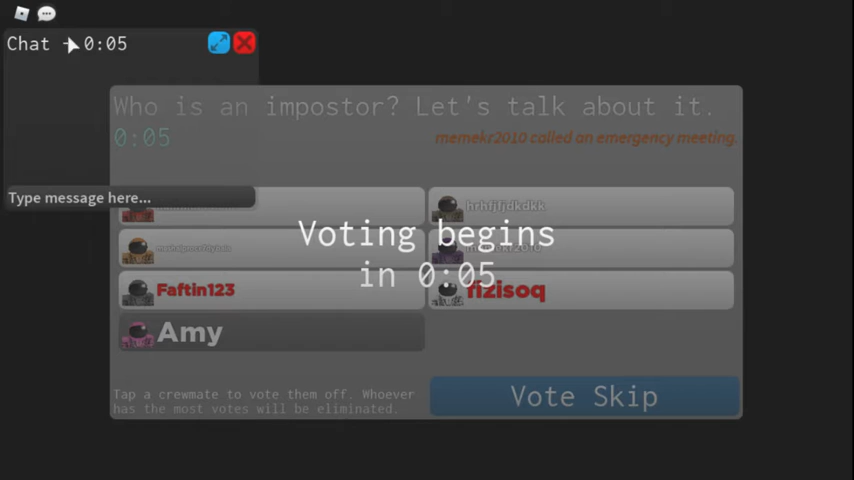 Chat - 0:05
Who is an impostor? Let's talk about it.
0:05
memekr2010 called an emergency meeting.
Type message here...
hrhfjfjdkdkk
Voting begins
in 0:05
Faftin123
fizisoq
Amy
Tap a crewmate to vote them off. Whoever
has the most votes will be eliminated.
Vote Skip